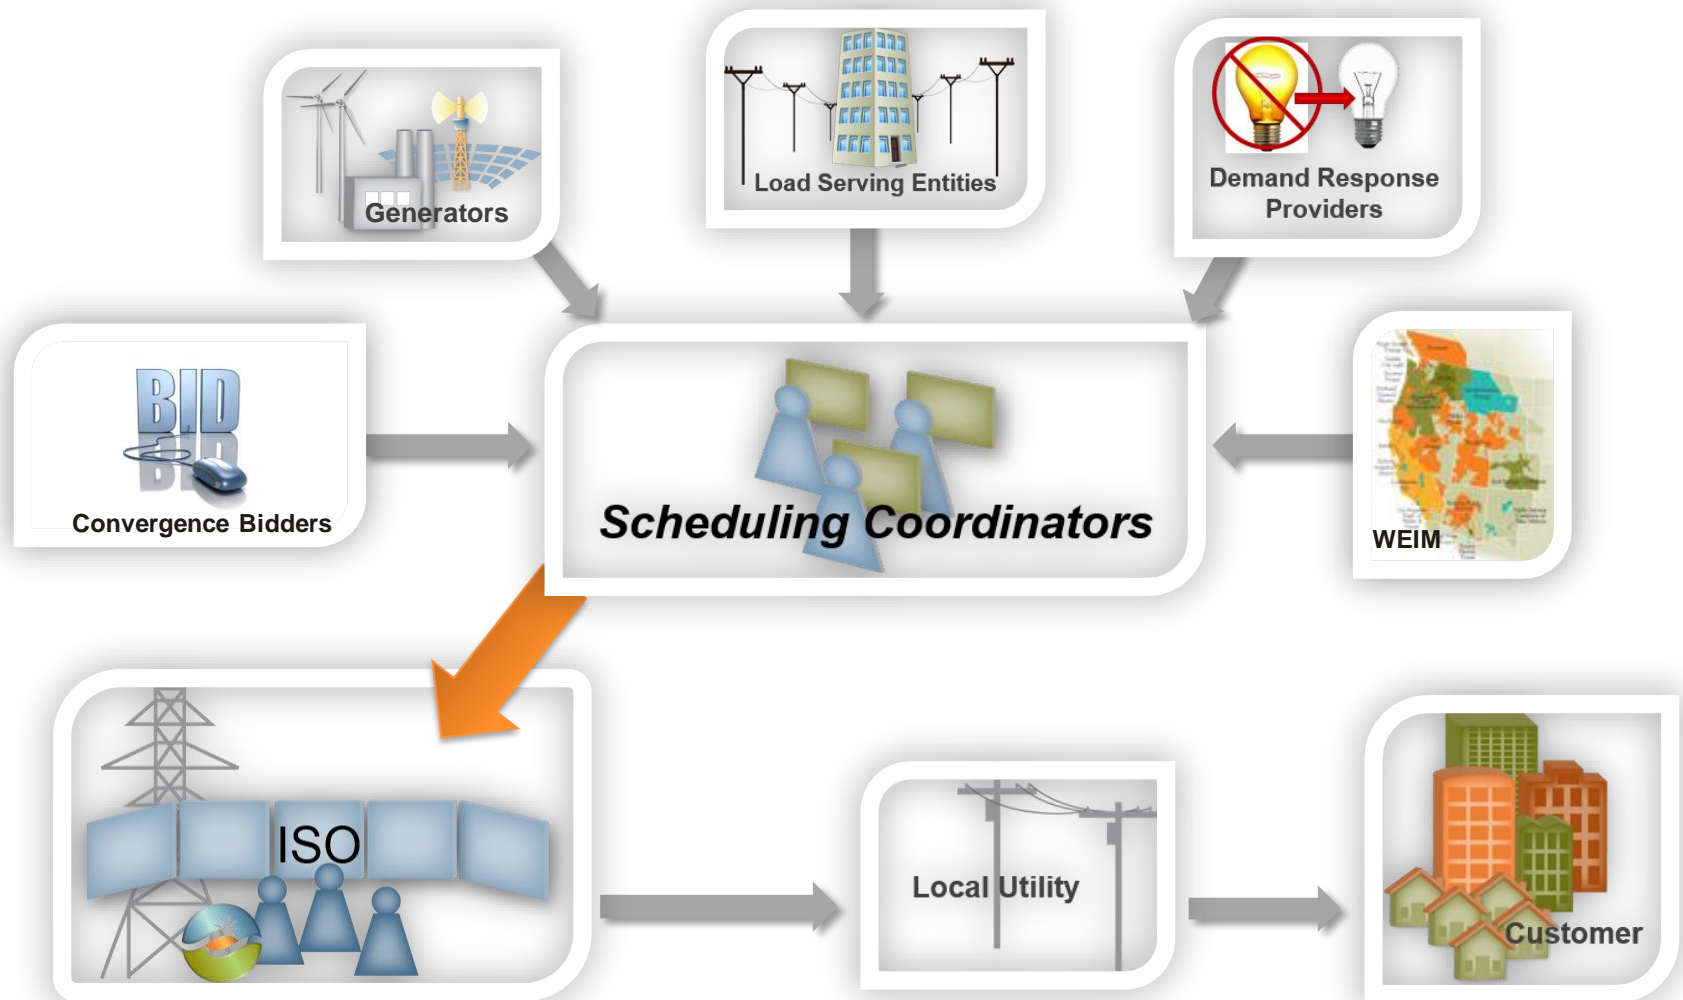 Generators
Load Serving Entities
Demand Response
Providers
BID
Convergence Bidders
Scheduling Coordinators
WEIM
ISO
Local Utility
Customer